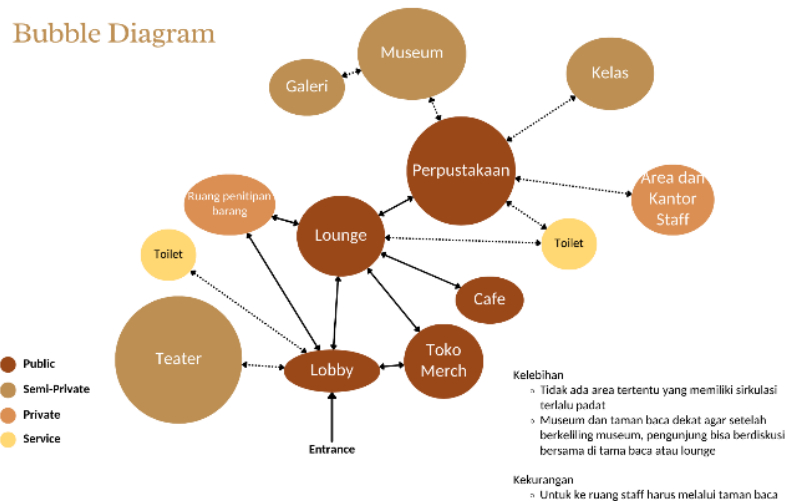 Bubble Diagram
Museum
Galeri
Kelas
Perpustakaan
Area dan
Kantor
Staff
Ruang penitipan
barang
Lounge
Toilet
Toilet
Cafe
Teater
Toko
Merch
Lobby
Entrance
Public
Semi-Private
Private
Service
Kelebihan
Tidak ada area tertentu yang memiliki sirkulasi
terlalu padat
Museum dan taman baca dekat agar setelah
berkeliling museum, pengunjung bisa berdiskusi
bersama di tama baca atau lounge
Kekurangan
Untuk ke ruang staff harus melalui taman baca